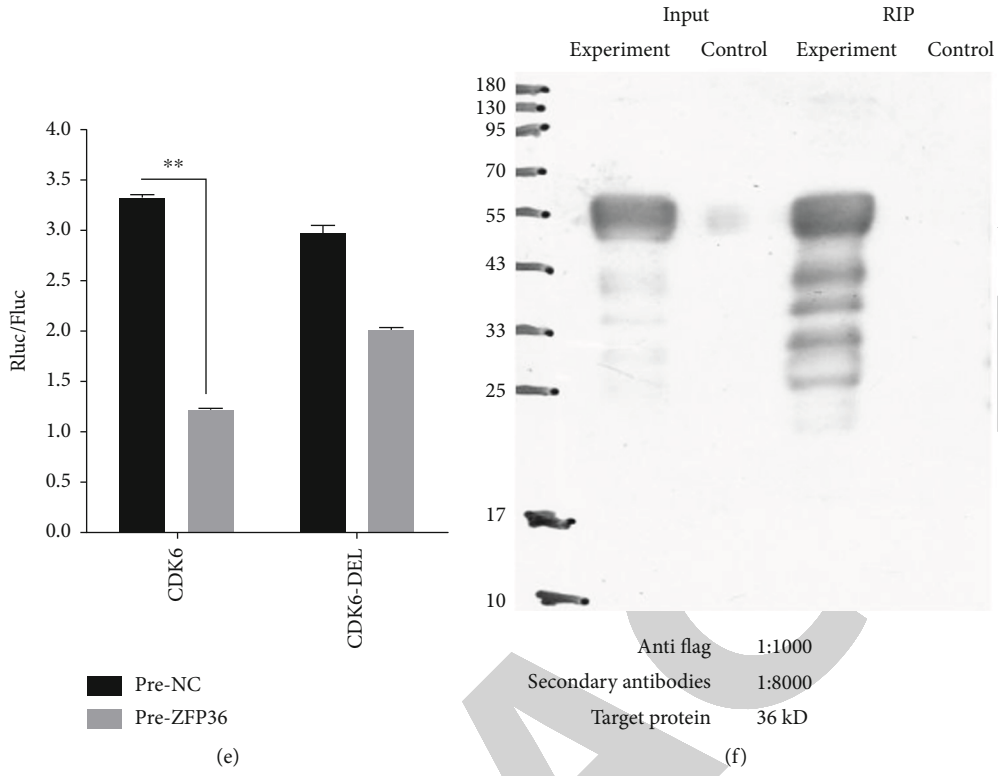 Input RIP
Experiment Control Experiment Control
4.0
3.5
3.0
2.5
2.0
1.5
1.0
0.5
0.0
Rluc/Fluc
**
CDK6
CDK6-DEL
Pre-NC
Pre-ZFP36
(e)
180
130
95
70
55
43
33
25
17
10
Anti flag 1:1000
Secondary antibodies 1:8000
Target protein 36 kD
(f)